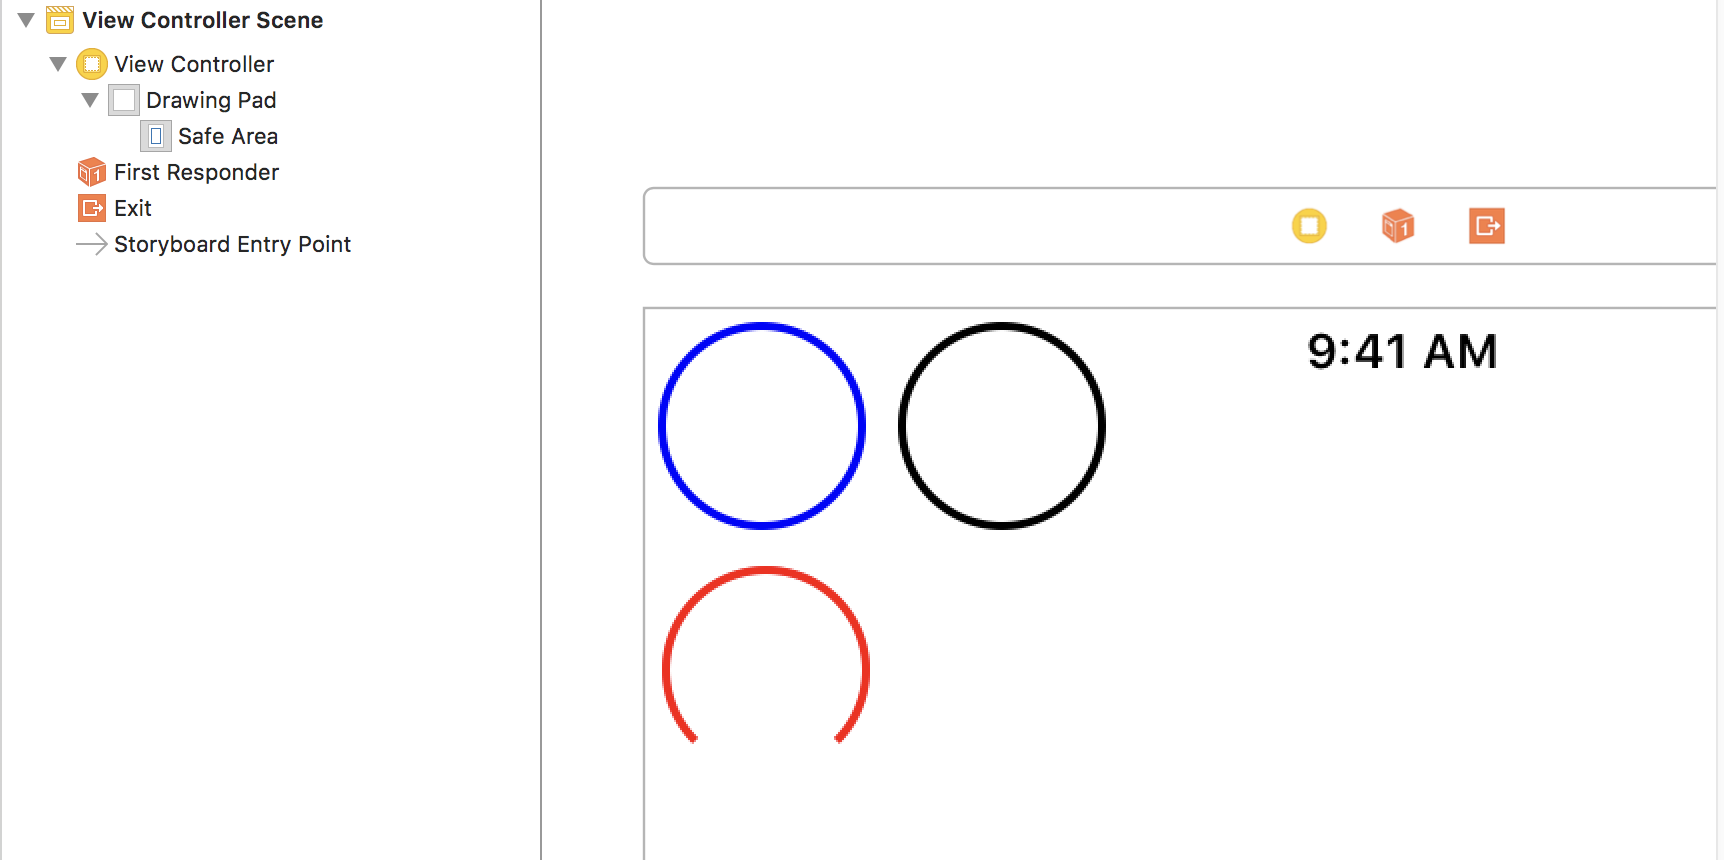 View Controller Scene
View Controller
Drawing Pad
Safe Area
First Responder
Exit
Storyboard Entry Point
9:41 AM